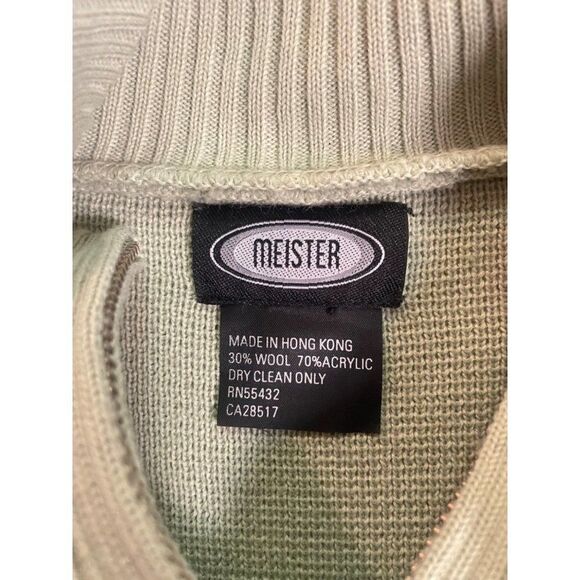 MEISTER
MADE IN HONG KONG
30% WOOL 70%ACRYLIC
DRY CLEAN ONLY
RN55432
CA28517